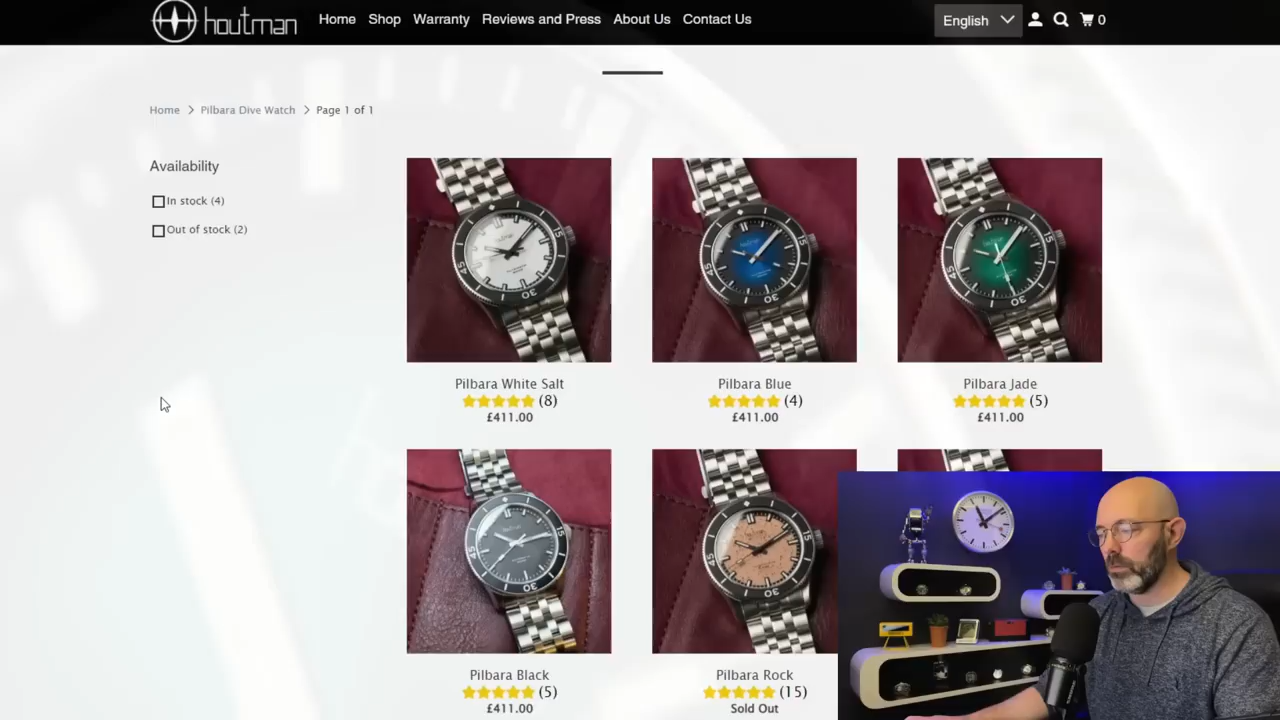 houtman
Home Shop Warranty Reviews and Press About Us Contact Us
English
0
Home > Pilbara Dive Watch > Page 1 of 1
Availability
In stock (4)
Out of stock (2)
Pilbara White Salt
(8)
£411.00
Pilbara Blue
(4)
£411.00
Pilbara Jade
(5)
£411.00
Pilbara Black
(5)
£411.00
Pilbara Rock
(15)
Sold Out